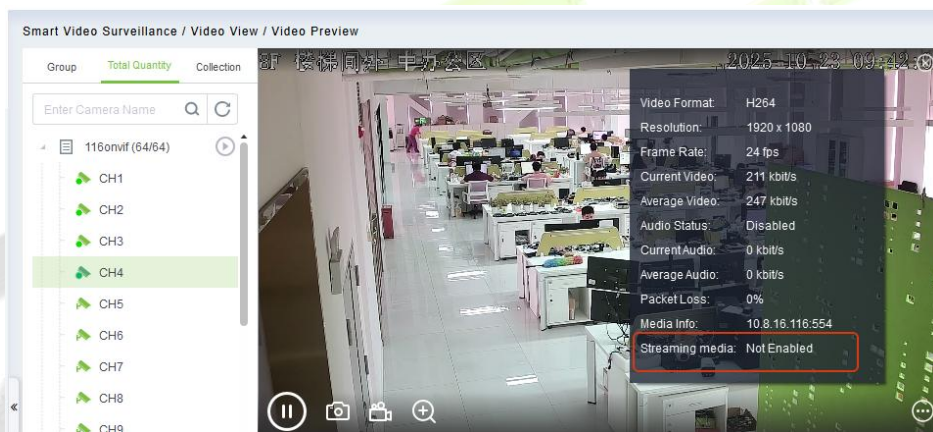 Smart Video Surveillance / Video View / Video Preview
Group Total Quantity Collection
Enter Camera Name
116onvif (64/64)
CH1
CH2
CH3
CH4
CH5
CH6
CH7
CH8
CH9
8F 楼梯间外 中办公区
2025-10-23 09:42:
Video Format: H264
Resolution: 1920 x 1080
Frame Rate: 24 fps
Current Video: 211 kbit/s
Average Video: 247 kbit/s
Audio Status: Disabled
Current Audio: 0 kbit/s
Average Audio: 0 kbit/s
Packet Loss: 0%
Media Info: 10.8.16.116:554
Streaming media: Not Enabled